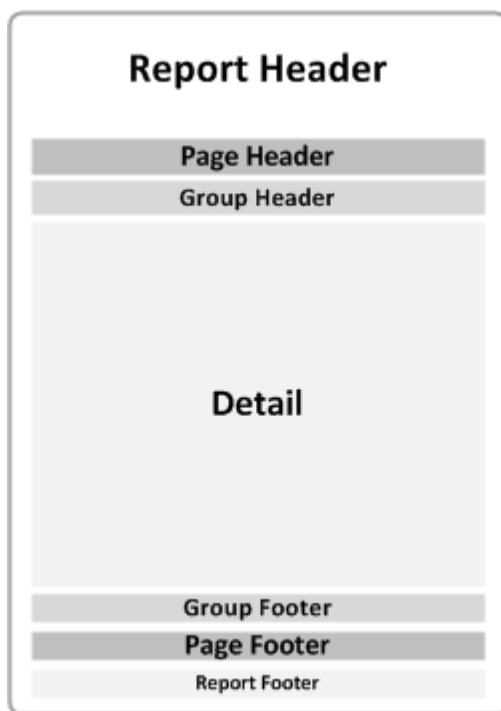 Report Header
Page Header
Group Header
Detail
Group Footer
Page Footer
Report Footer